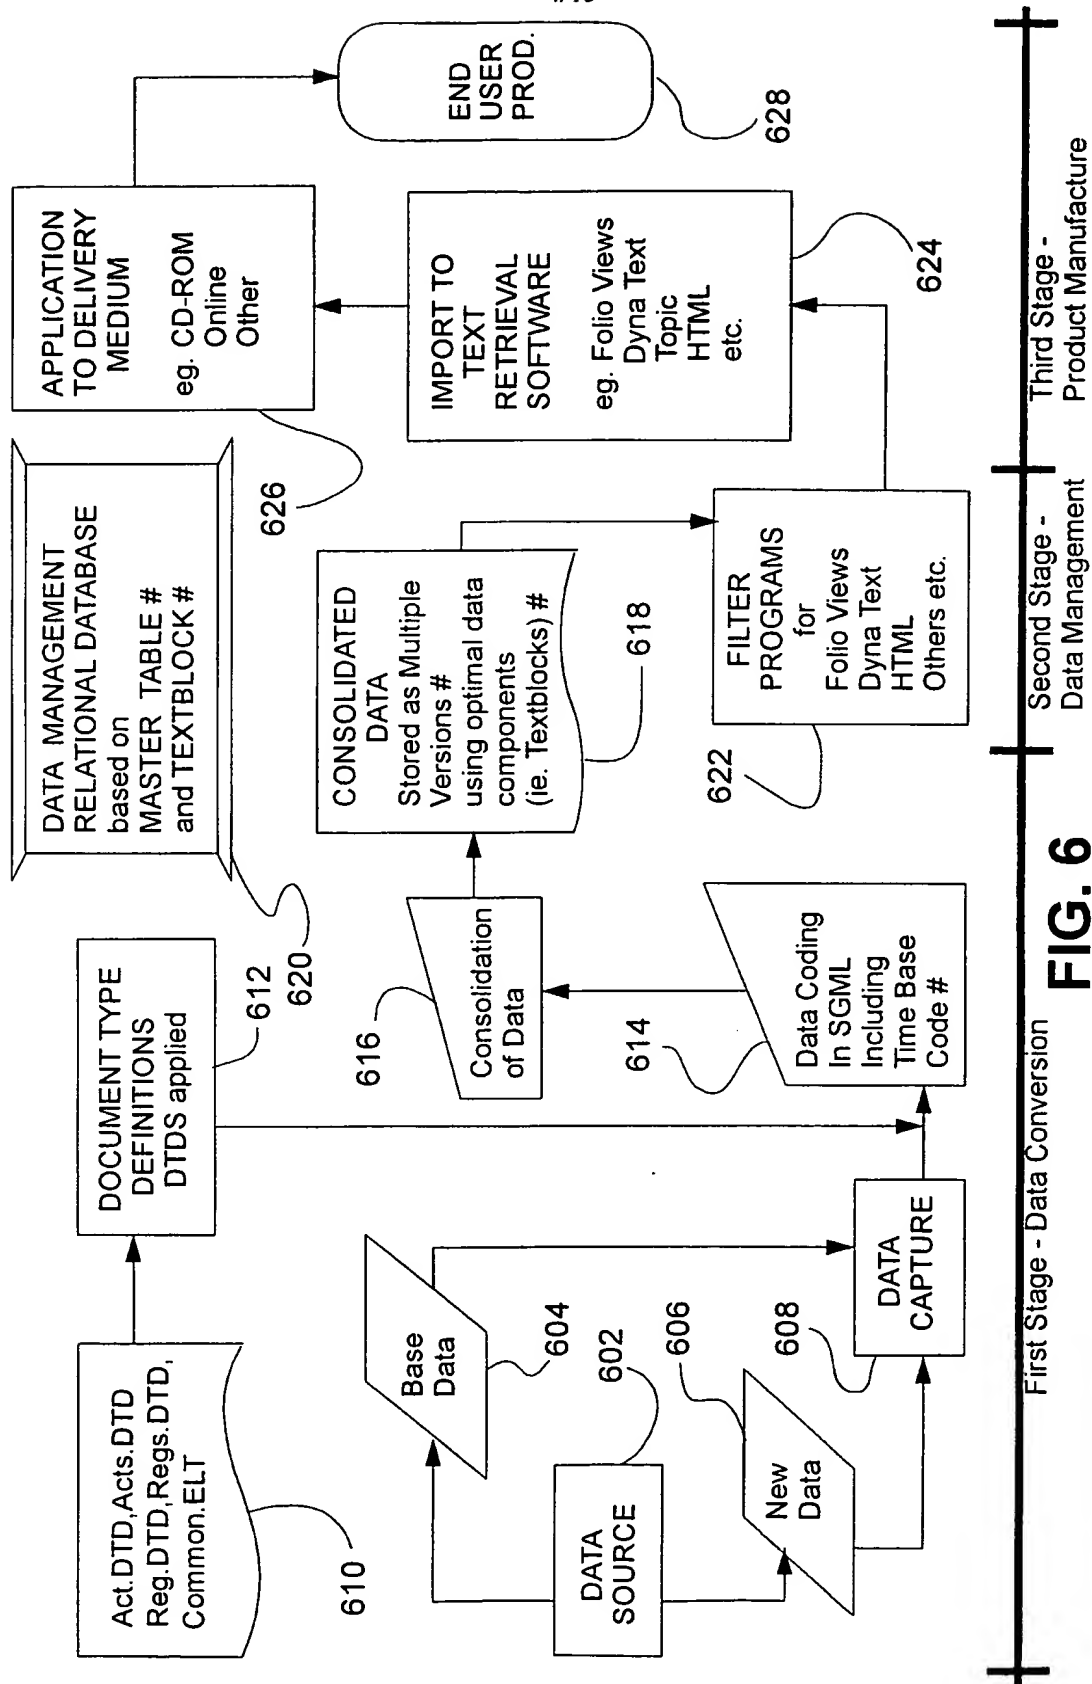 Act.DTD,Acts.DTD
Reg.DTD,Regs.DTD,
Common.ELT
610
DOCUMENT TYPE
DEFINITIONS
DTDS applied
612
DATA MANAGEMENT
RELATIONAL DATABASE
based on
MASTER TABLE #
and TEXTBLOCK #
620
APPLICATION
TO DELIVERY
MEDIUM
eg. CD-ROM
Online
Other
626
END
USER
PROD.
628
Base
Data
604
DATA
SOURCE
602
New
Data
606
DATA
CAPTURE
608
Data Coding
In SGML
Including
Time Base
Code #
614
Consolidation
of Data
616
CONSOLIDATED
DATA
Stored as Multiple
Versions #
using optimal data
components
(ie. Textblocks) #
618
FILTER
PROGRAMS
for
Folio Views
Dyna Text
HTML
Others etc.
622
IMPORT TO
TEXT
RETRIEVAL
SOFTWARE
eg. Folio Views
Dyna Text
Topic
HTML
etc.
624
First Stage - Data Conversion
Second Stage -
Data Management
Third Stage -
Product Manufacture
FIG. 6